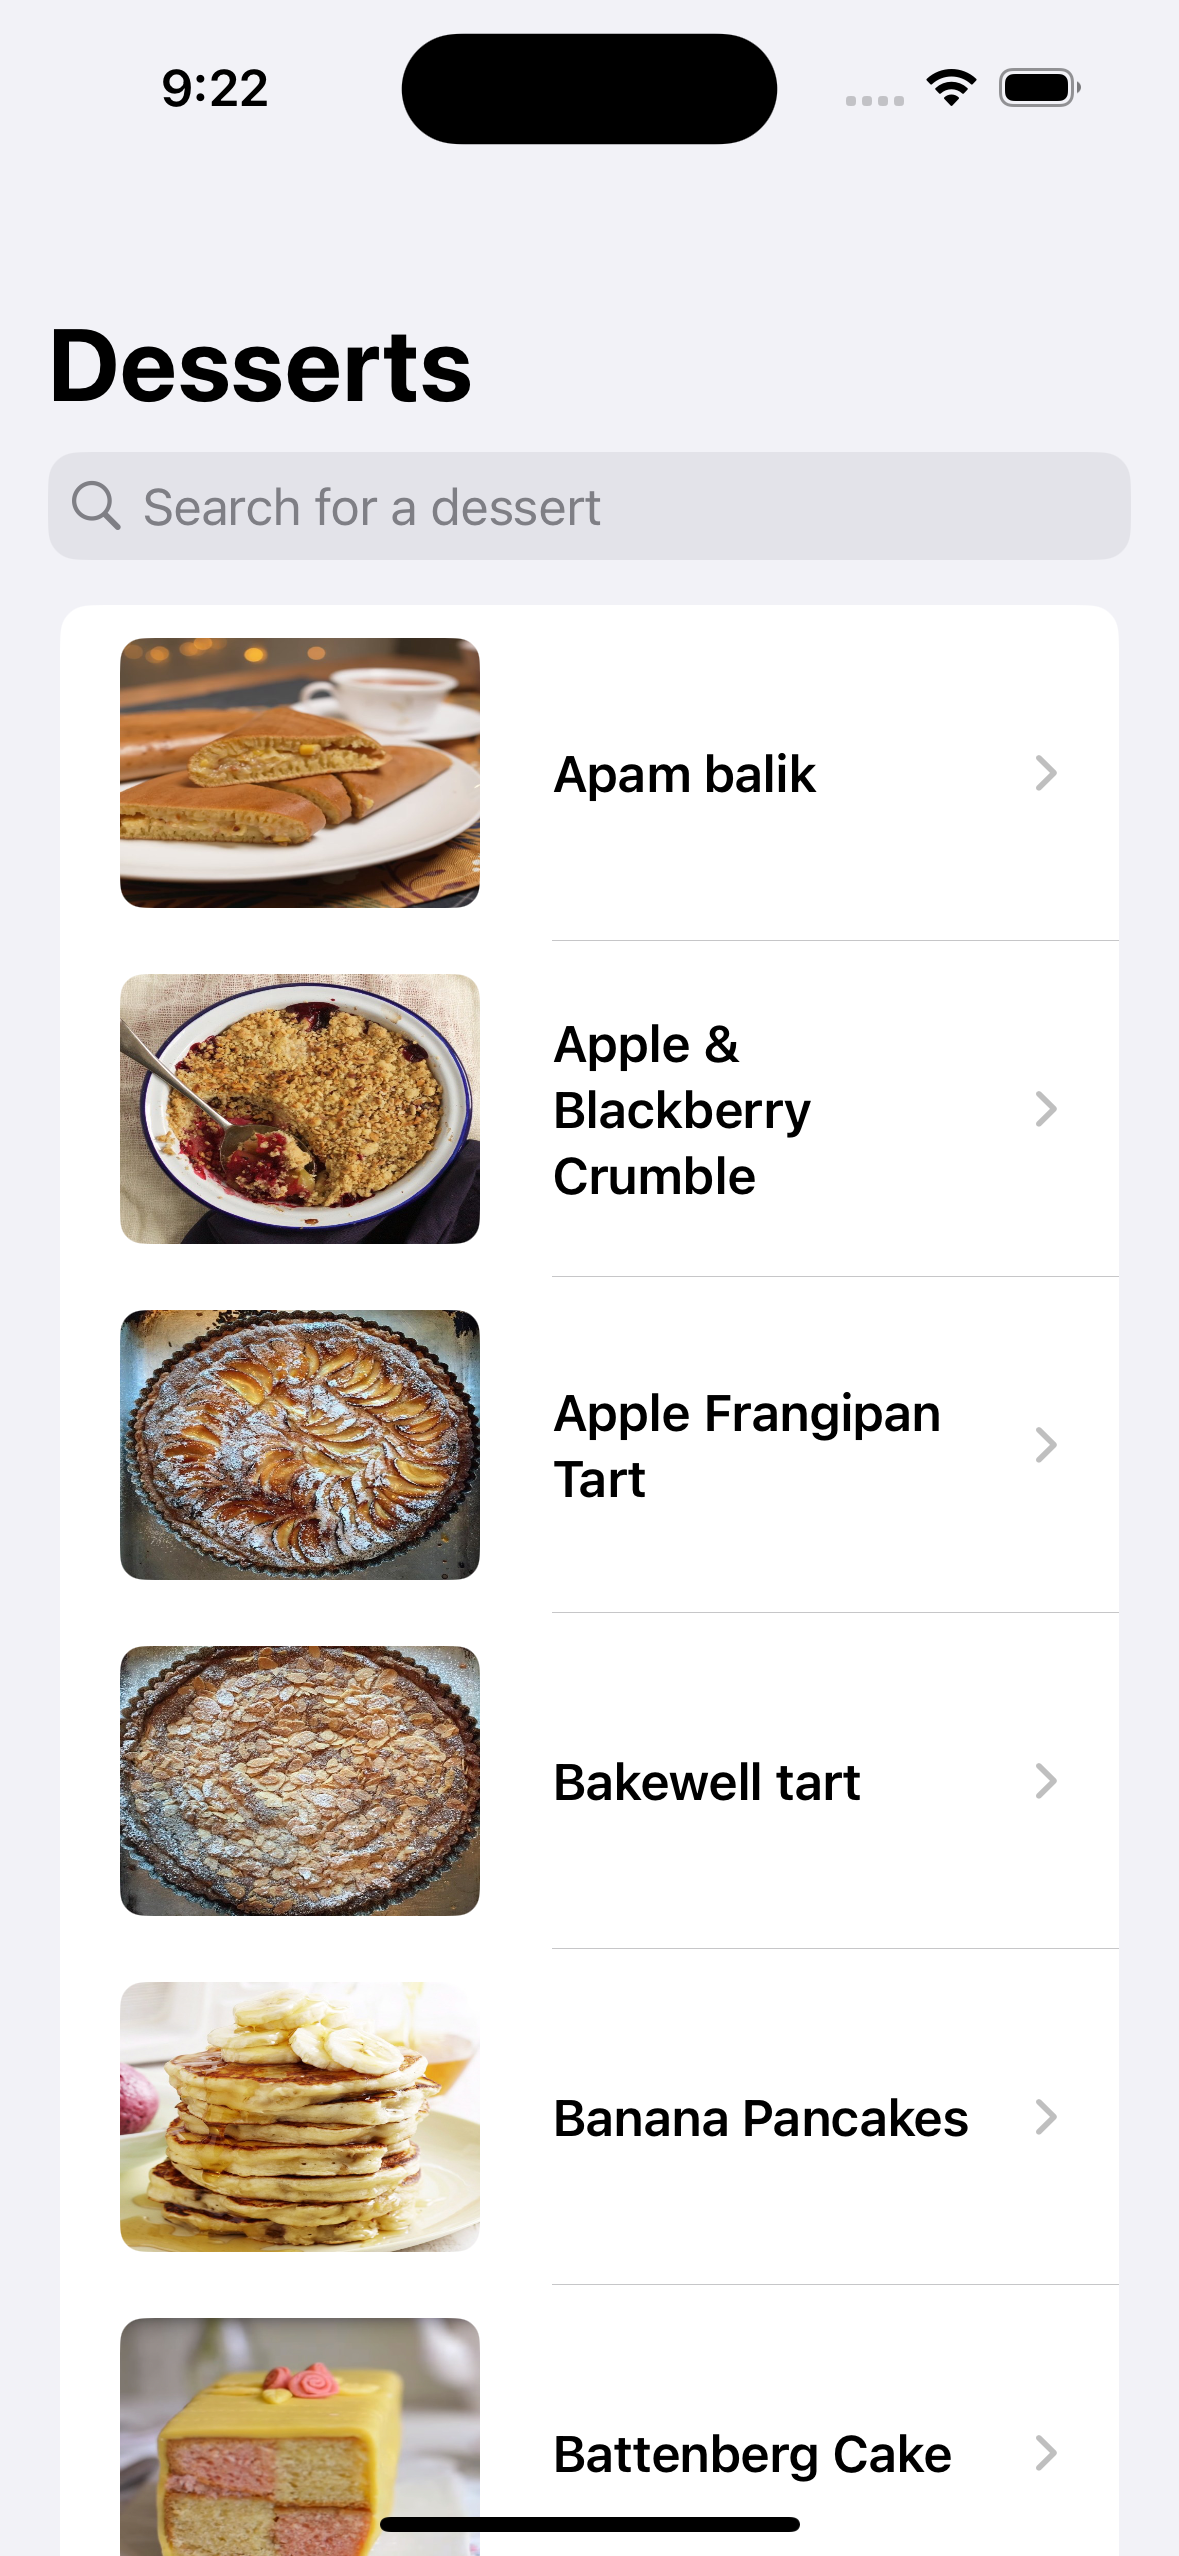 9:22
Desserts
Search for a dessert
Apam balik
Apple &
Blackberry
Crumble
Apple Frangipan
Tart
Bakewell tart
Banana Pancakes
Battenberg Cake